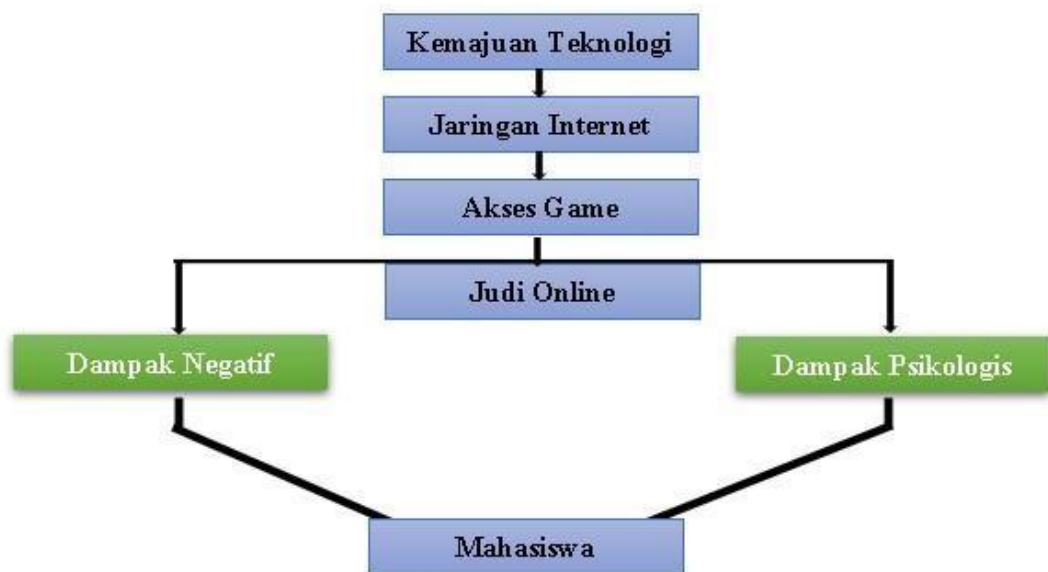 Kemajuan Teknologi
Jaringan Internet
Akses Game
Judi Online
Dampak Negatif
Dampak Psikologis
Mahasiswa